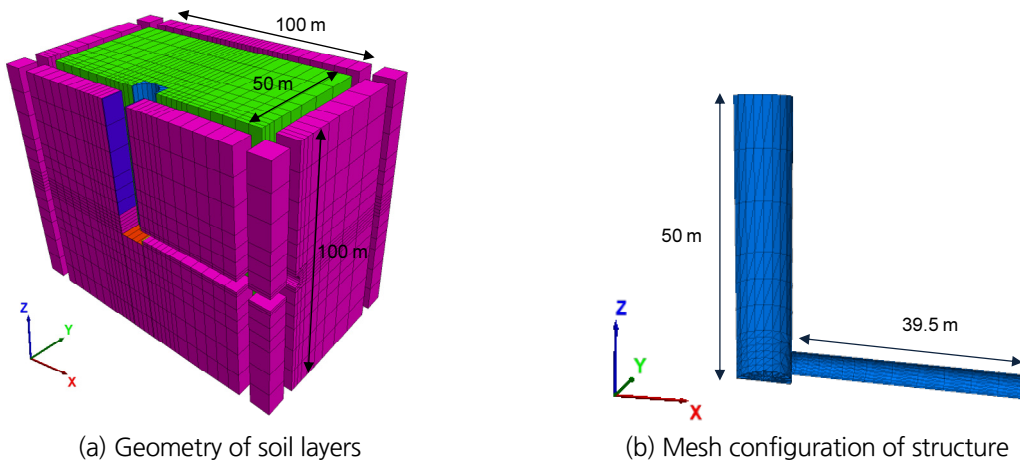 100 m
50 m
100 m
Z
Y
X
(a) Geometry of soil layers
50 m
39.5 m
Z
Y
X
(b) Mesh configuration of structure